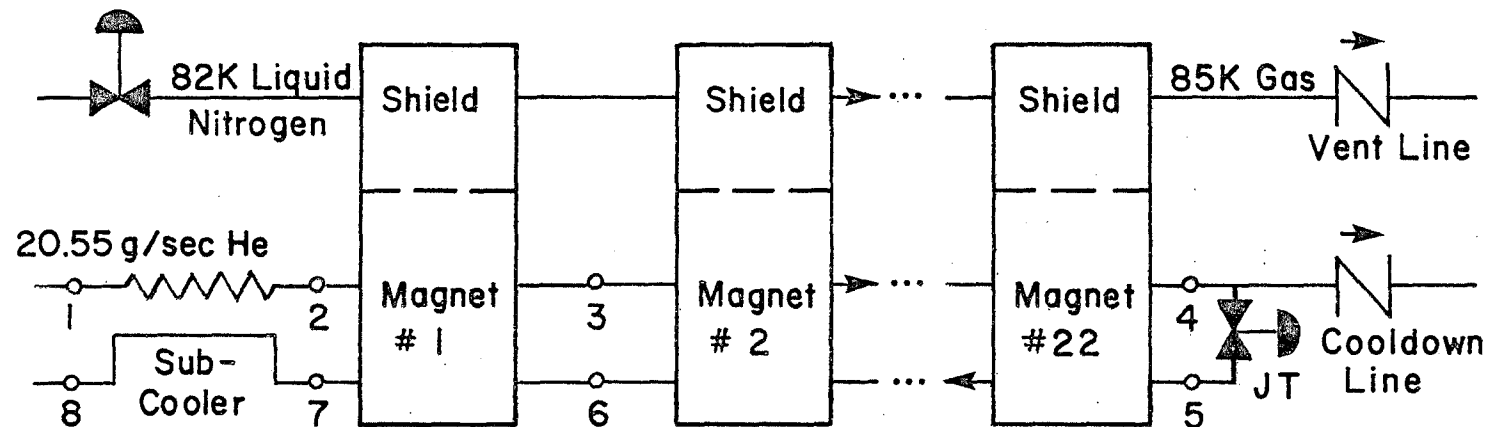 82K Liquid
Nitrogen
Shield
Shield
...
Shield
85K Gas
Vent Line
20.55 g/sec He
1
2
Magnet
# 1
3
Magnet
# 2
...
Magnet
#22
4
Cooldown
Line
JT
8
Sub-
Cooler
7
6
...
5